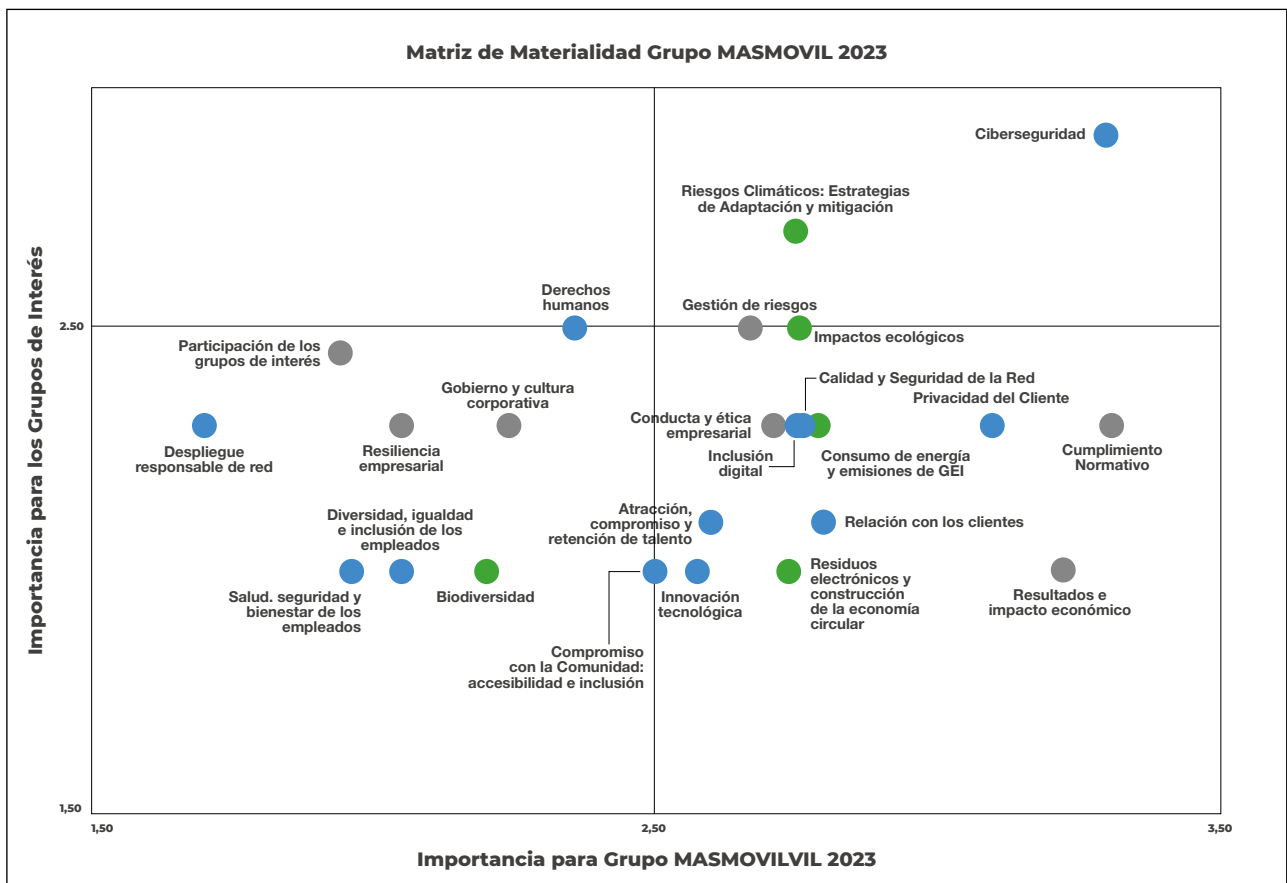 Matriz de Materialidad Grupo MASMOVIL 2023
Importancia para los Grupos de Interés
Ciberseguridad
Riesgos Climáticos: Estrategias
de Adaptación y mitigación
Derechos
humanos
Gestión de riesgos
2.50
Impactos ecológicos
Participación de los
grupos de interés
Calidad y Seguridad de la Red
Gobierno y cultura
corporativa
Privacidad del Cliente
Conducta y ética
empresarial
Despliegue
responsable de red
Resiliencia
empresarial
Inclusión
digital
Consumo de energía
y emisiones de GEI
Cumplimiento
Normativo
Diversidad, igualdad
e inclusión de los
empleados
Atracción,
compromiso y
retención de talento
Relación con los clientes
Salud. seguridad y
bienestar de los
empleados
Biodiversidad
Innovación
tecnológica
Residuos
electrónicos y
construcción
de la economía
circular
Resultados e
impacto económico
Compromiso
con la Comunidad:
accesibilidad e inclusión
1,50
1,50
2,50
3,50
Importancia para Grupo MASMOVILVIL 2023